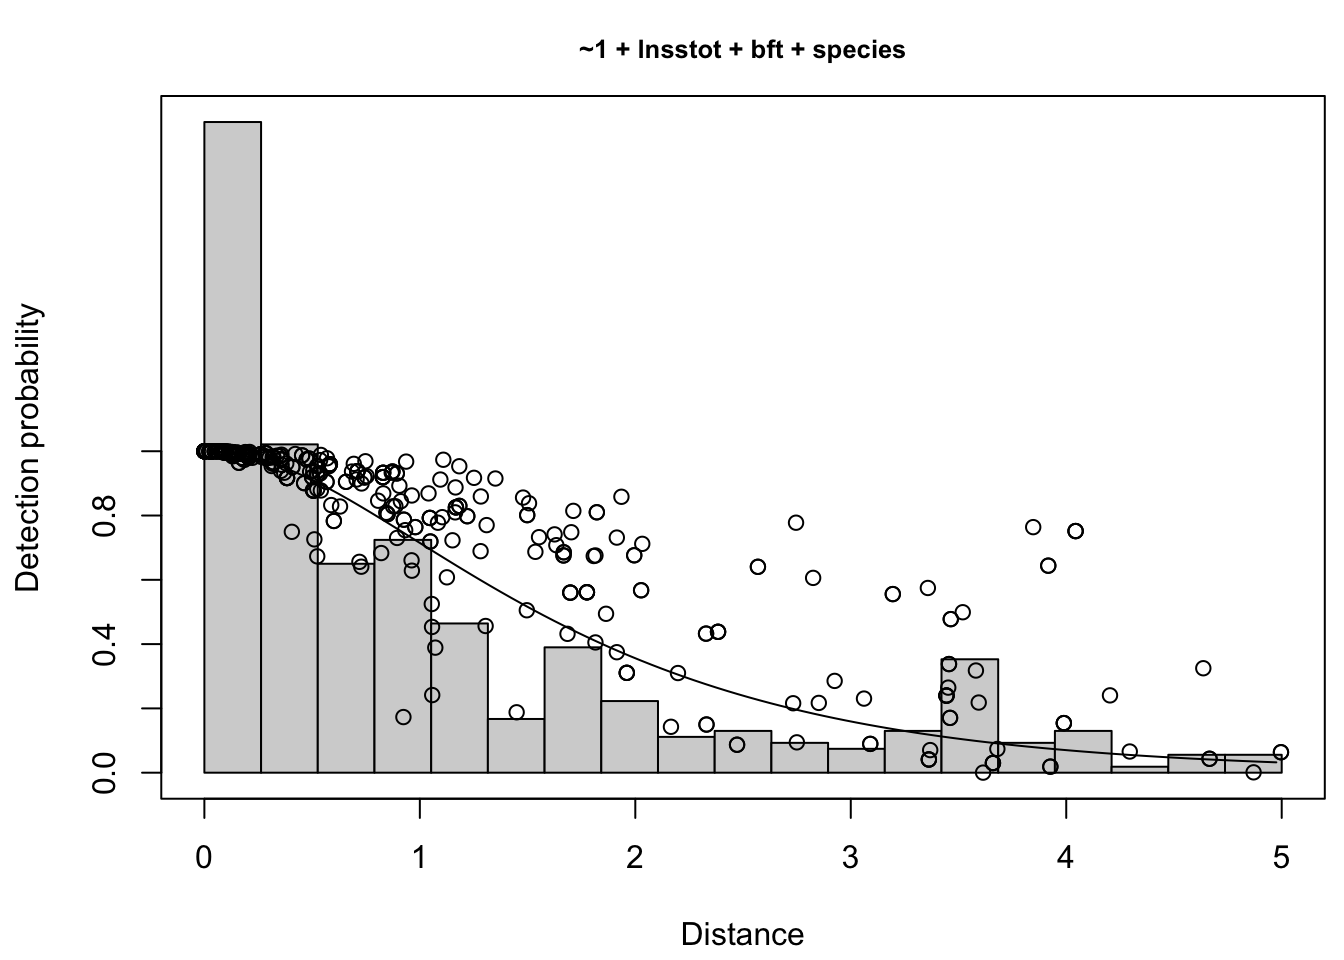 ~1 + lnsstot + bft + species
Detection probability
0.8
0.4
0.0
0 1 2 3 4 5
Distance